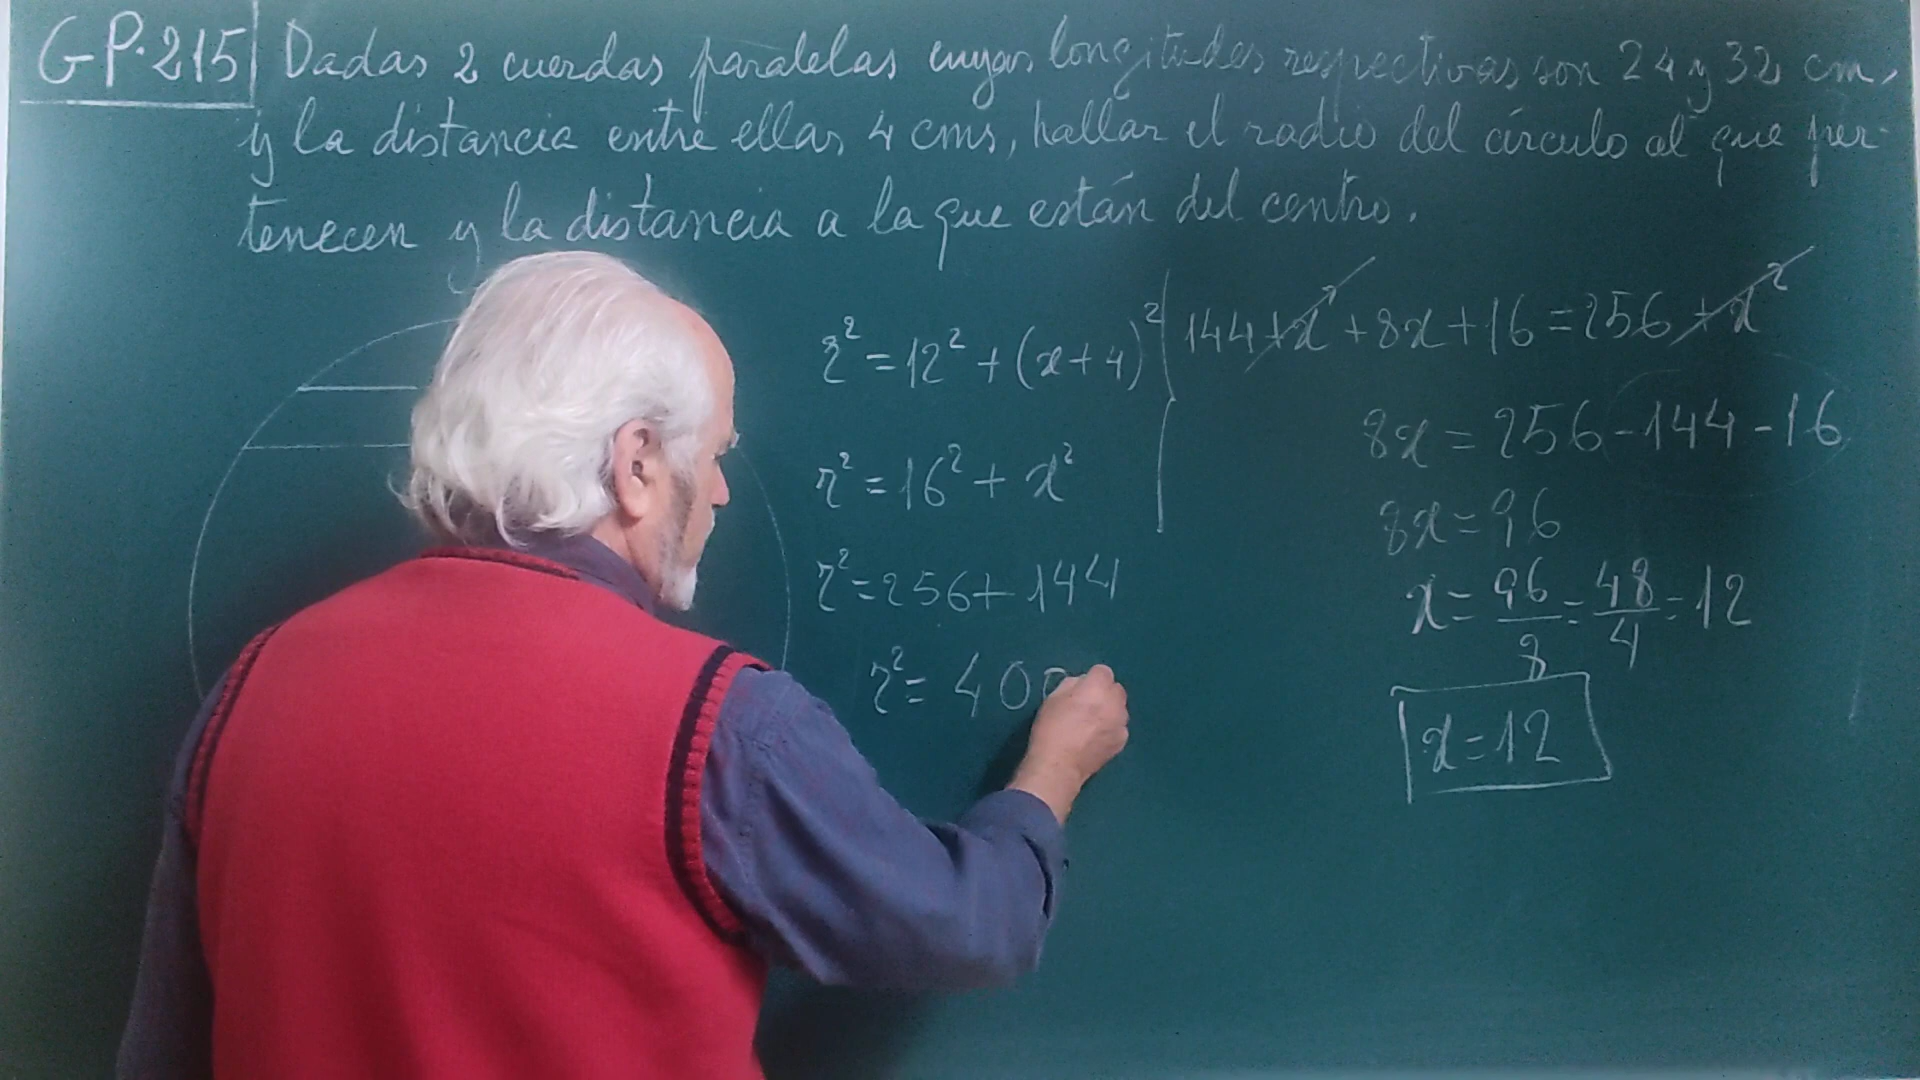 GP.215 Dadas 2 cuerdas paralelas cuyas longitudes respectivas son 24 y 32 cm,
y la distancia entre ellas 4 cms, hallar el radio del círculo al que per-
tenecen y la distancia a la que están del centro.
r² = 12² + (x+4)²
r² = 16² + x²
r² = 256 + 144
r² = 400
144 + x² + 8x + 16 = 256 + x²
8x = 256 - 144 - 16
8x = 96
x = 96/8 = 48/4 = 12
x = 12